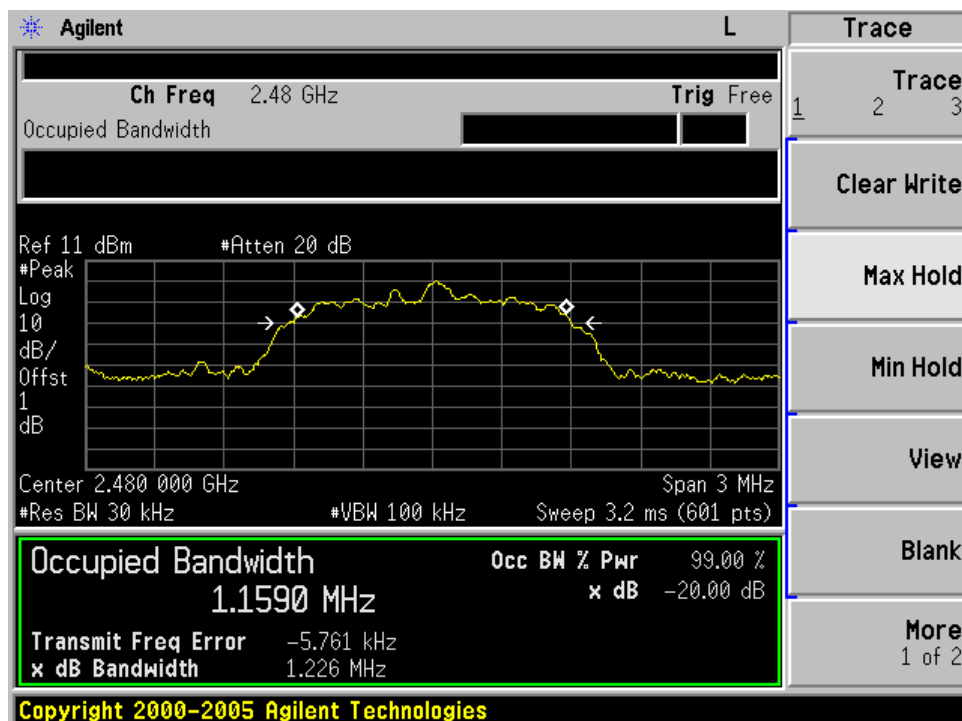 Agilent L Trace
Ch Freq 2.48 GHz Trig Free
Occupied Bandwidth
Trace
1 2 3
Clear Write
Max Hold
Min Hold
View
Blank
More
1 of 2
Ref 11 dBm #Atten 20 dB
#Peak
Log
10
dB/
Offst
1
dB
Center 2.480 000 GHz Span 3 MHz
#Res BW 30 kHz #VBW 100 kHz Sweep 3.2 ms (601 pts)
Occupied Bandwidth Occ BW % Pwr 99.00 %
1.1590 MHz x dB -20.00 dB
Transmit Freq Error -5.761 kHz
x dB Bandwidth 1.226 MHz
Copyright 2000-2005 Agilent Technologies